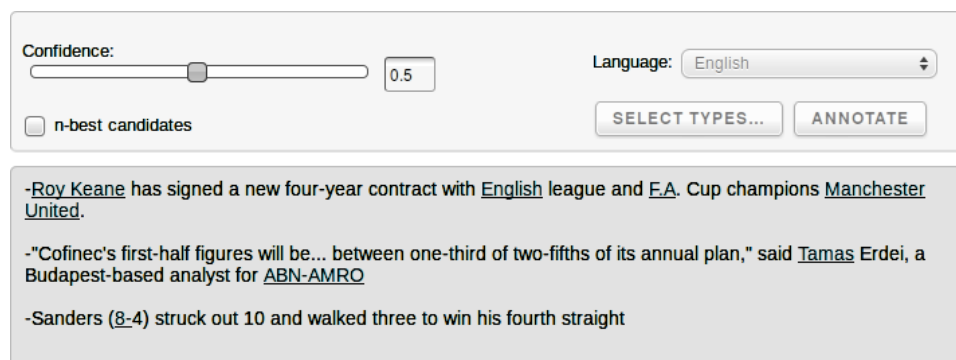 Confidence:
0.5
Language: English
n-best candidates
SELECT TYPES... ANNOTATE
-Roy Keane has signed a new four-year contract with English league and F.A. Cup champions Manchester
United.
-"Cofinec's first-half figures will be... between one-third of two-fifths of its annual plan," said Tamas Erdei, a
Budapest-based analyst for ABN-AMRO
-Sanders (8-4) struck out 10 and walked three to win his fourth straight